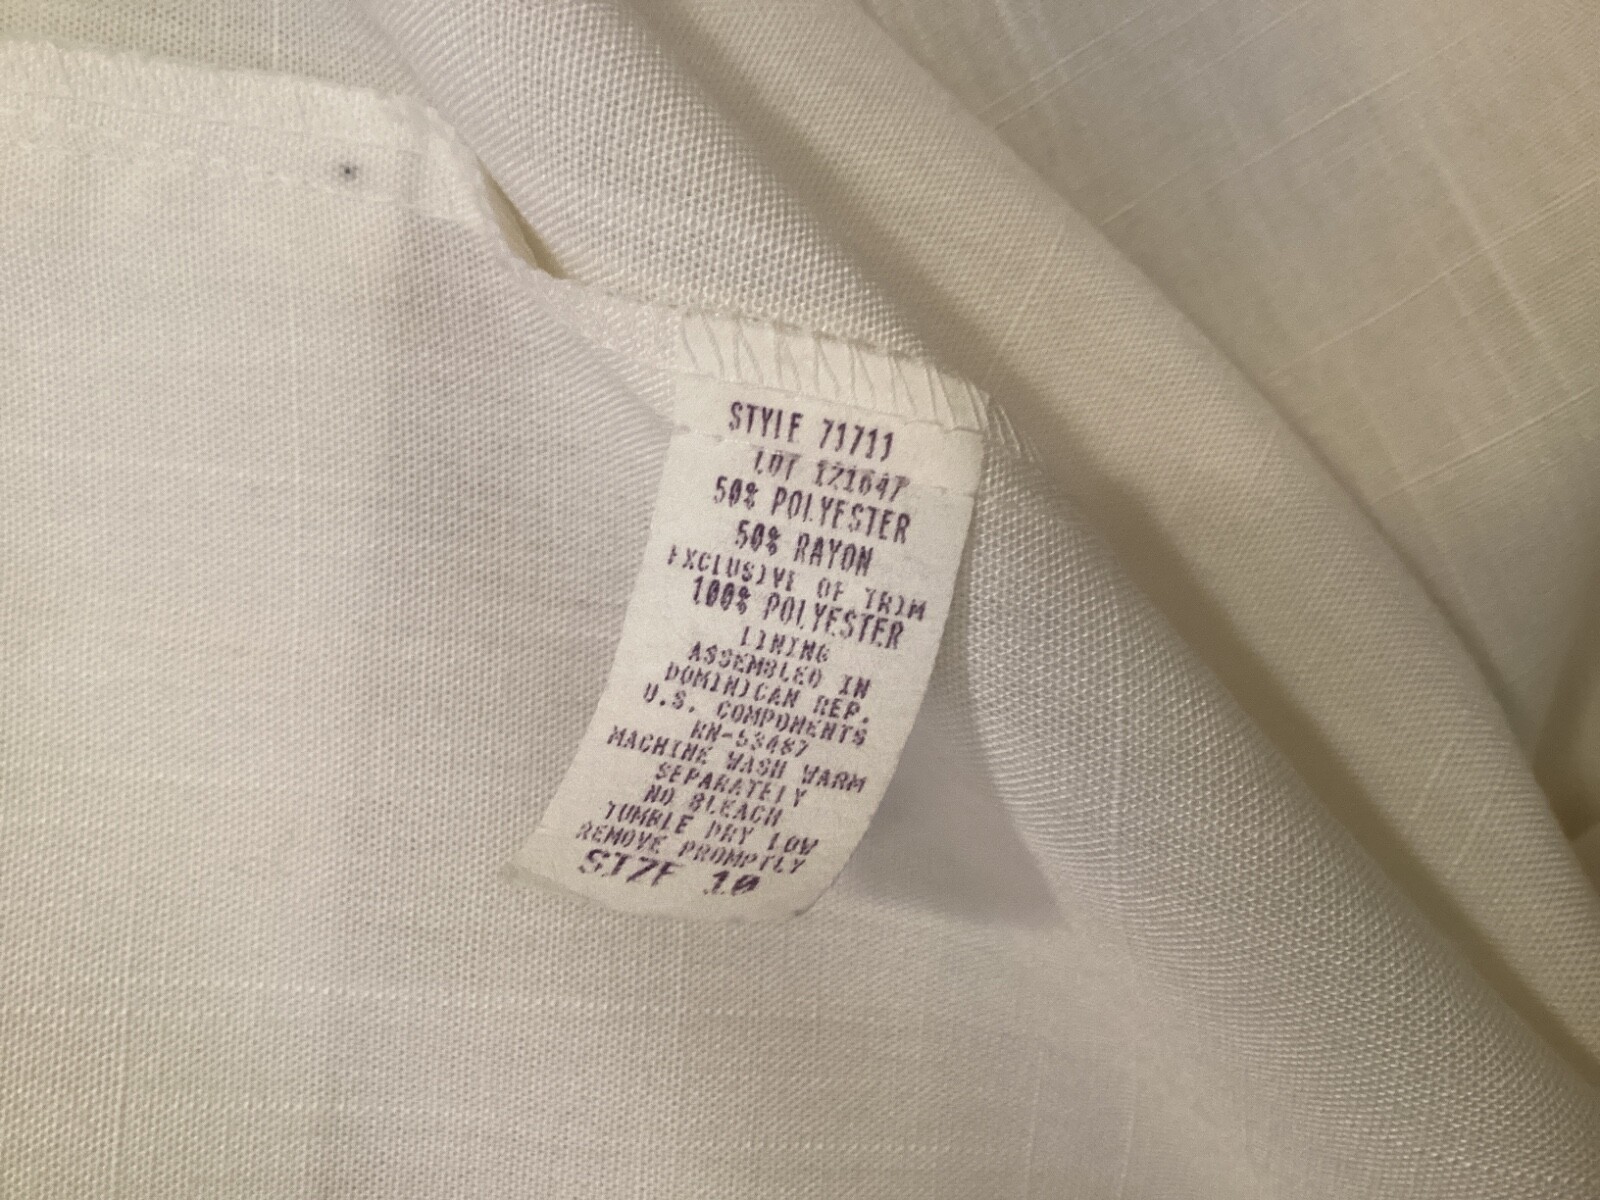 STYLE 71711
LOT 121647
50% POLYESTER
50% RAYON
EXCLUSIVE OF TRIM
100% POLYESTER
LINING
ASSEMBLED IN
DOMINICAN REP.
U.S. COMPONENTS
RN-53487
MACHINE WASH WARM
SEPARATELY
NO BLEACH
TUMBLE DRY LOW
REMOVE PROMPTLY
SIZE 10